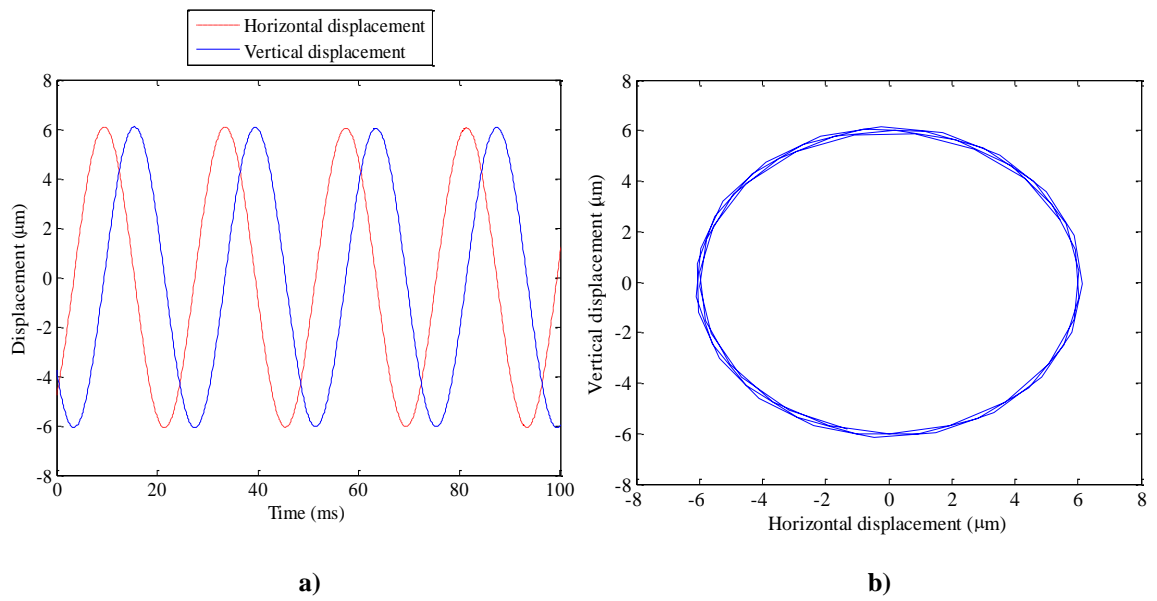 Horizontal displacement
Vertical displacement
8
6
4
2
0
-2
-4
-6
-8
Displacement (μm)
0 20 40 60 80 100
Time (ms)
a)
8
6
4
2
0
-2
-4
-6
-8
Vertical displacement (μm)
-8 -6 -4 -2 0 2 4 6 8
Horizontal displacement (μm)
b)